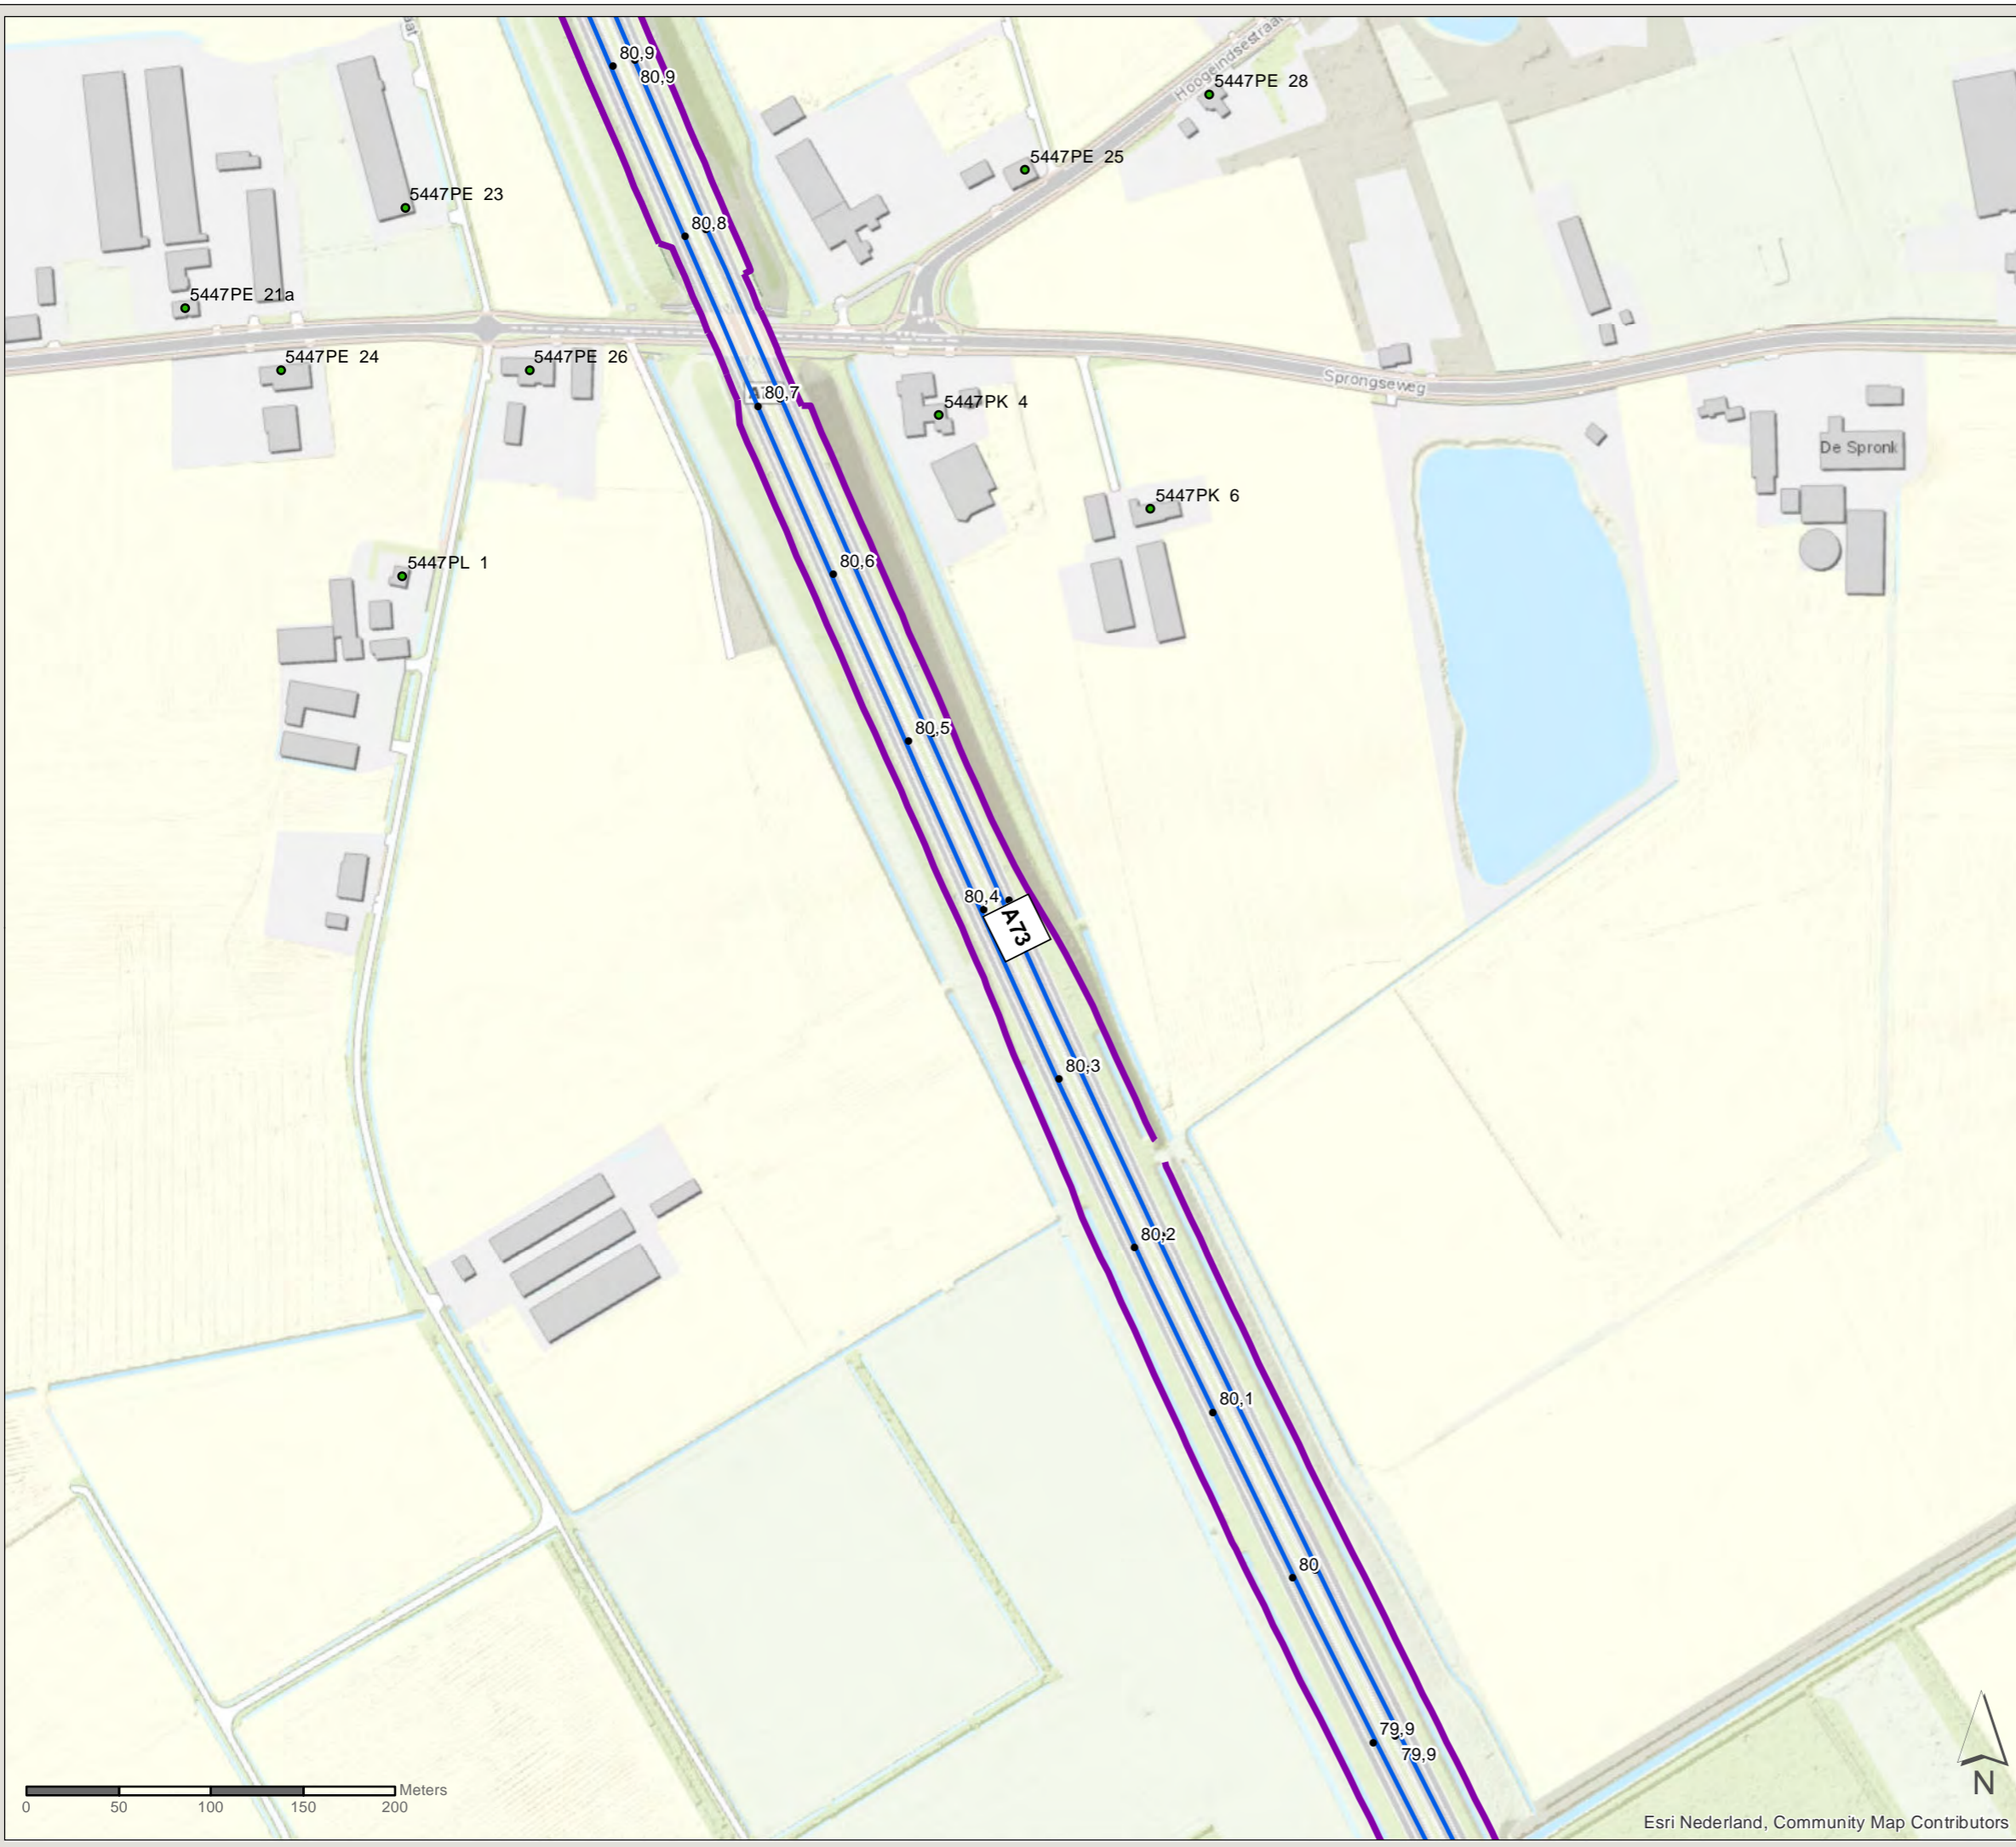 80,9
80,9
Hoogeindsestraat
5447PE 28
5447PE 25
5447PE 23
80,8
5447PE 21a
5447PE 24
5447PE 26
Sprongseweg
80,7
5447PK 4
De Spronk
5447PK 6
5447PL 1
80,6
80,5
80,4
A73
80,3
80,2
80,1
80
79,9
79,9
Meters
0 50 100 150 200
N
Esri Nederland, Community Map Contributors